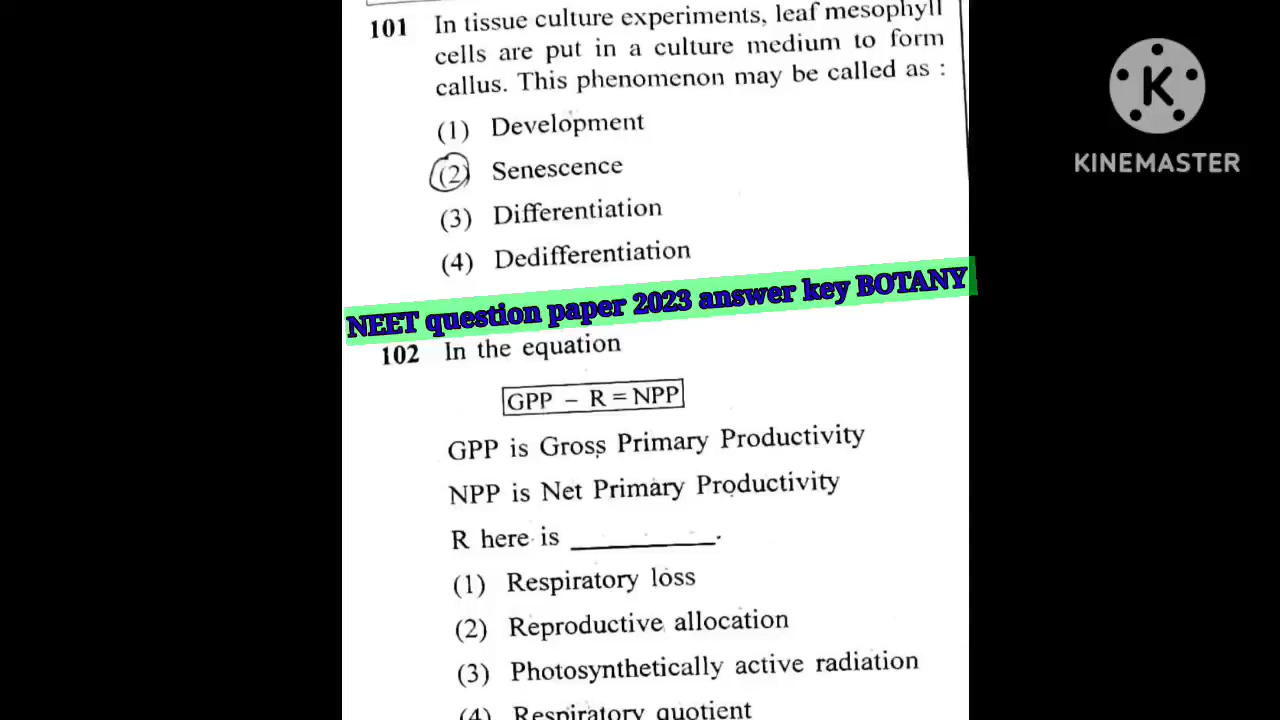 101 In tissue culture experiments, leaf mesophyll
cells are put in a culture medium to form
callus. This phenomenon may be called as :
(1) Development
(2) Senescence
(3) Differentiation
(4) Dedifferentiation
NEET question paper 2023 answer key BOTANY
102 In the equation
GPP – R = NPP
GPP is Gross Primary Productivity
NPP is Net Primary Productivity
R here is __________.
(1) Respiratory loss
(2) Reproductive allocation
(3) Photosynthetically active radiation
(4) Respiratory quotient
K
KINEMASTER